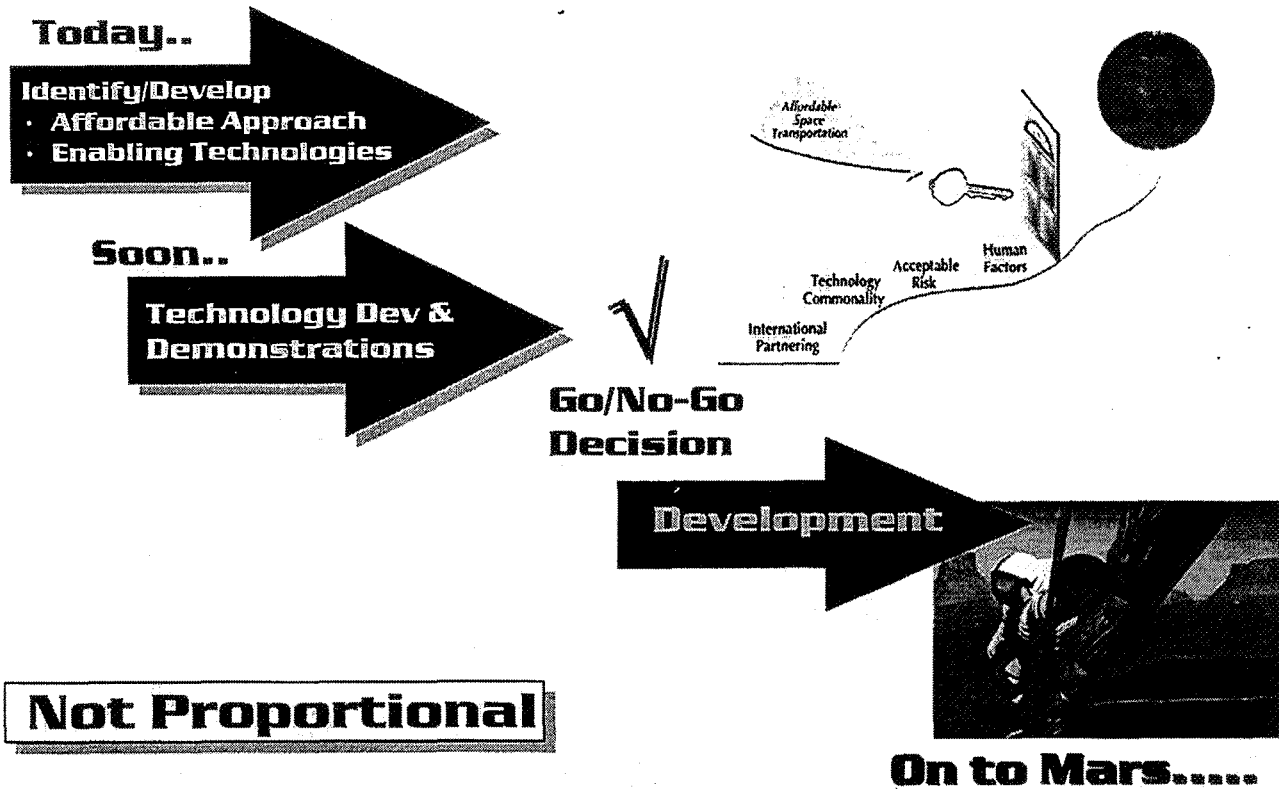 Today..
Identify/Develop
· Affordable Approach
· Enabling Technologies
Affordable
Space
Transportation
Soon..
Technology Dev &
Demonstrations
Human
Factors
Acceptable
Risk
Technology
Commonality
International
Partnering
Go/No-Go
Decision
Development
Not Proportional
On to Mars.....